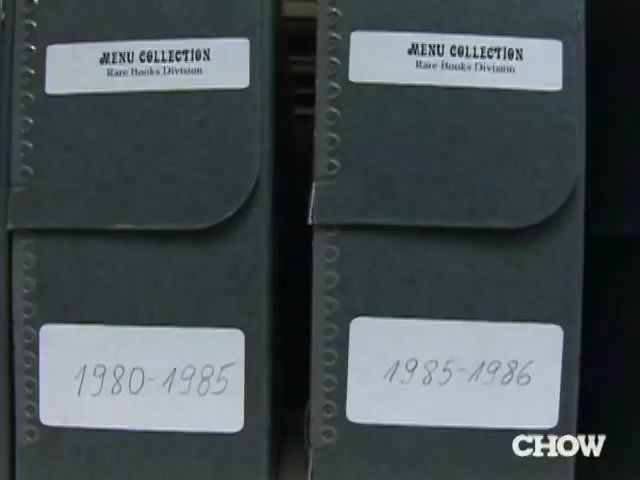 MENU COLLECTION
Rare Books Division
MENU COLLECTION
Rare Books Division
1980-1985
1985-1986
CHOW